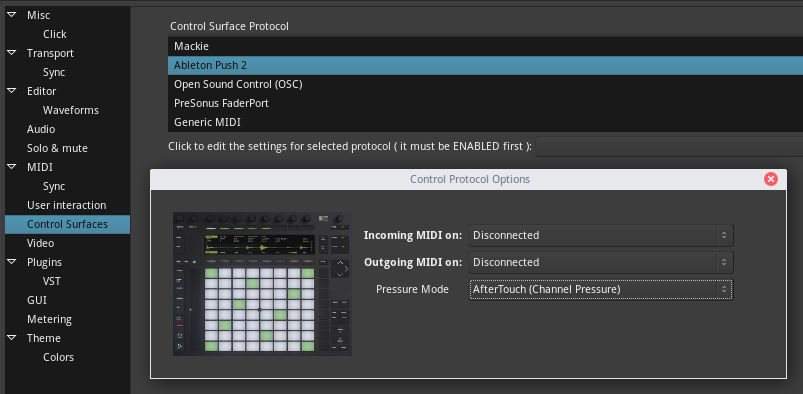 Misc
Click
Transport
Sync
Editor
Waveforms
Audio
Solo & mute
MIDI
Sync
User interaction
Control Surfaces
Video
Plugins
VST
GUI
Metering
Theme
Colors
Control Surface Protocol
Mackie
Ableton Push 2
Open Sound Control (OSC)
PreSonus FaderPort
Generic MIDI
Click to edit the settings for selected protocol ( it must be ENABLED first ):
Control Protocol Options
Incoming MIDI on: Disconnected
Outgoing MIDI on: Disconnected
Pressure Mode AfterTouch (Channel Pressure)